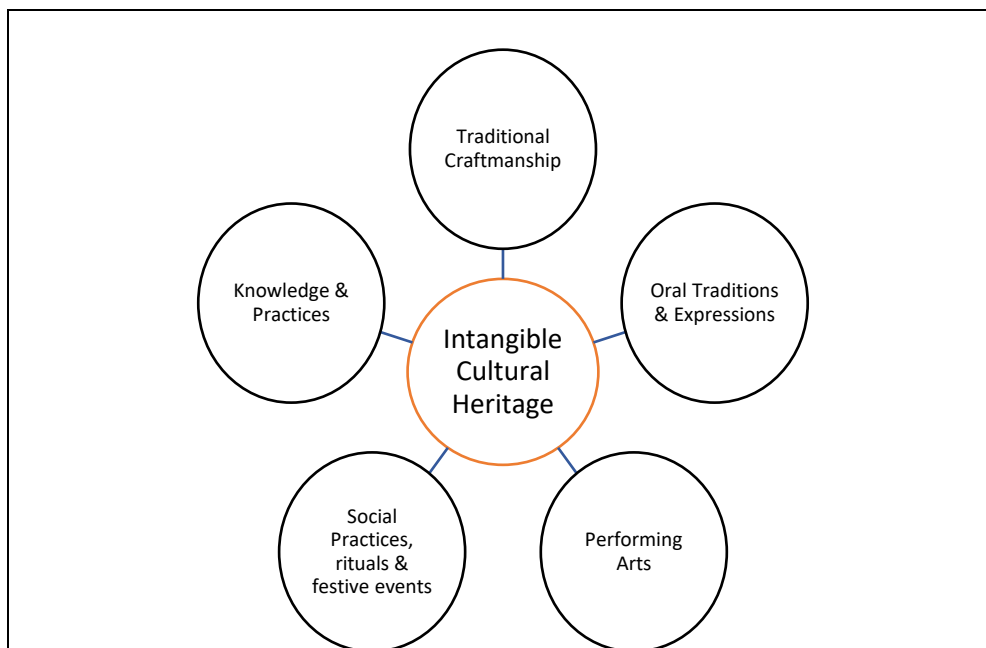 Traditional
Craftmanship
Knowledge &
Practices
Oral Traditions
& Expressions
Intangible
Cultural
Heritage
Social
Practices,
rituals &
festive events
Performing
Arts